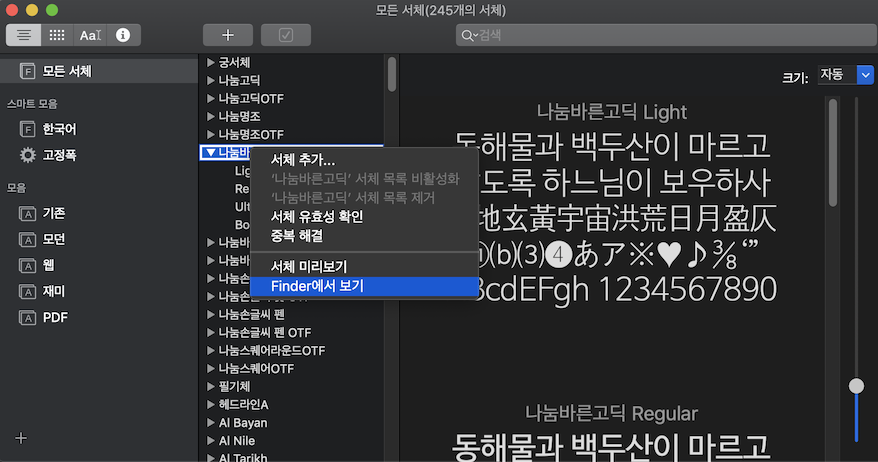 모든 서체(245개의 서체)
Aa
검색
모든 서체
스마트 모음
한국어
고정폭
모음
기존
모던
웹
재미
PDF
궁서체
나눔고딕
나눔고딕OTF
나눔명조
나눔명조OTF
나눔바
Lig
Re
Ult
Bo
나눔바
나눔바
나눔손
나눔손글씨 펜
나눔손글씨 펜 OTF
나눔스퀘어라운드OTF
나눔스퀘어OTF
필기체
헤드라인A
Al Bayan
Al Nile
Al Tarikh
서체 추가...
‘나눔바른고딕’ 서체 목록 비활성화
‘나눔바른고딕’ 서체 목록 제거
서체 유효성 확인
중복 해결
서체 미리보기
Finder에서 보기
크기: 자동
나눔바른고딕 Light
동해물과 백두산이 마르고
도록 하느님이 보우하사
地玄黃宇宙洪荒日月盈仄
⒝⑶❹あア※♥♪⅜“”
BcdEFgh 1234567890
나눔바른고딕 Regular
동해물과 백두산이 마르고